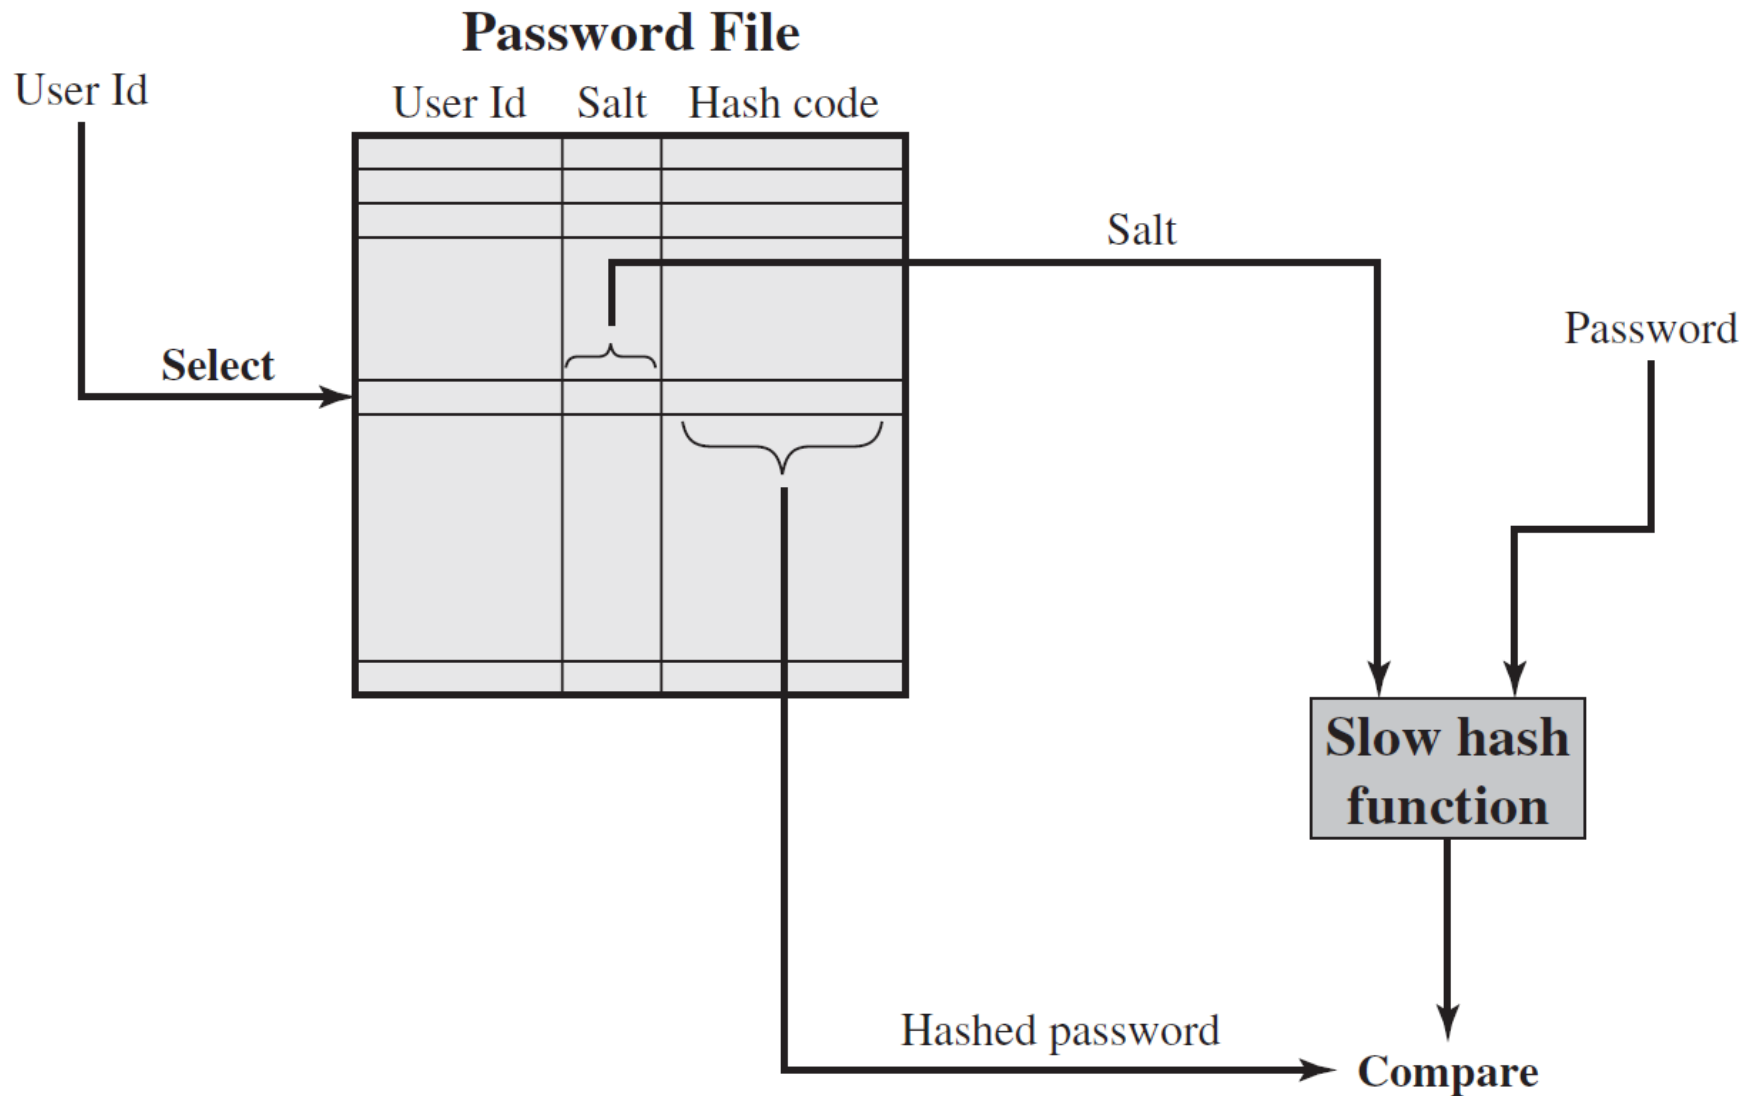 Password File
User Id
User Id Salt Hash code
Salt
Password
Select
Slow hash
function
Hashed password
Compare